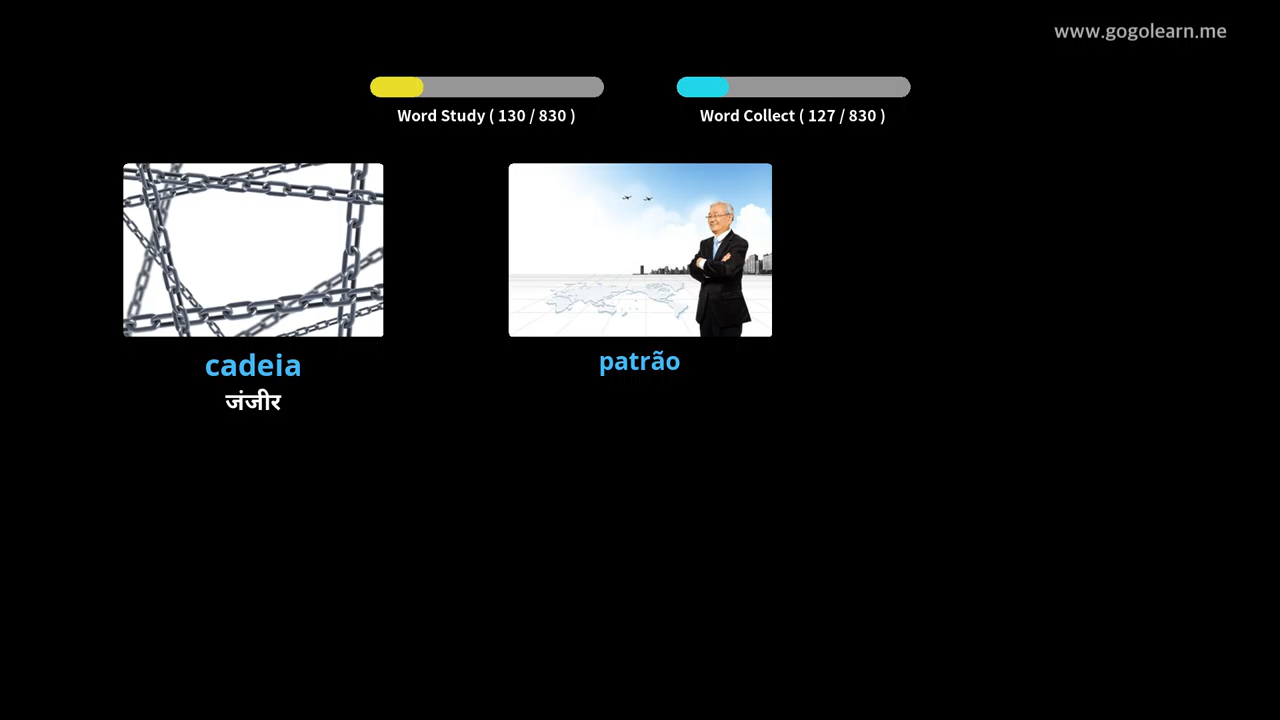 www.gogolearn.me
Word Study ( 130 / 830 )
Word Collect ( 127 / 830 )
cadeia
जंजीर
patrão